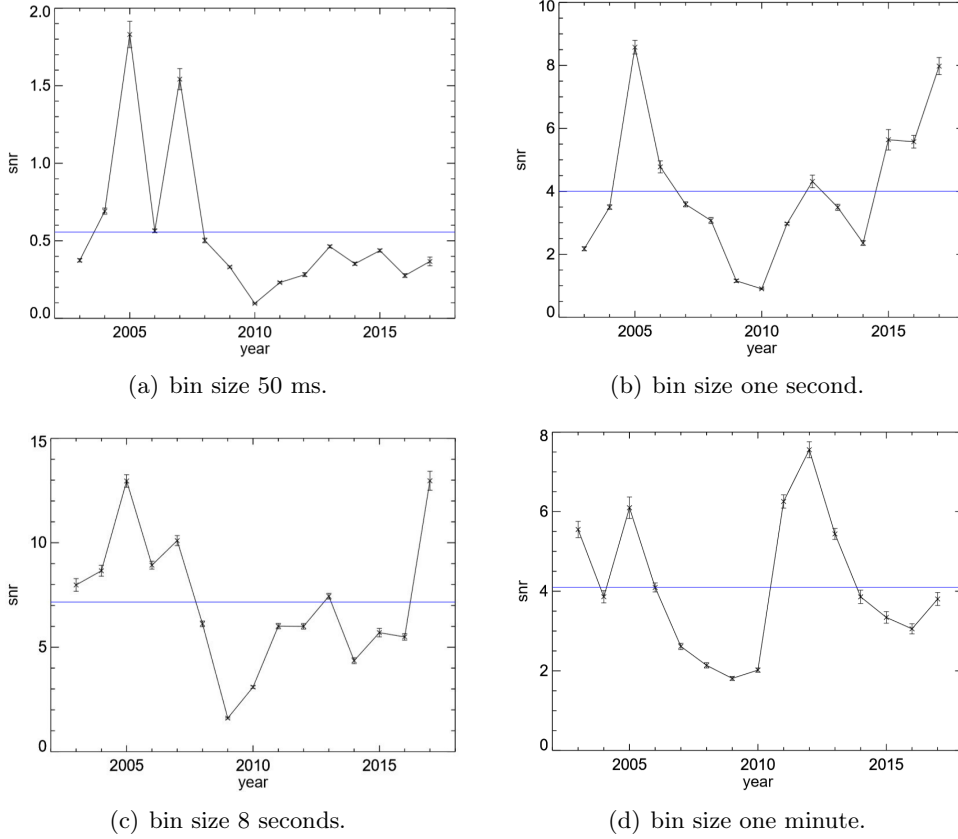 2.0
1.5
1.0
0.5
0.0
snr
2005
2010
2015
year
(a) bin size 50 ms.
10
8
6
4
2
0
snr
2005
2010
2015
year
(b) bin size one second.
15
10
5
0
snr
2005
2010
2015
year
(c) bin size 8 seconds.
8
6
4
2
0
snr
2005
2010
2015
year
(d) bin size one minute.